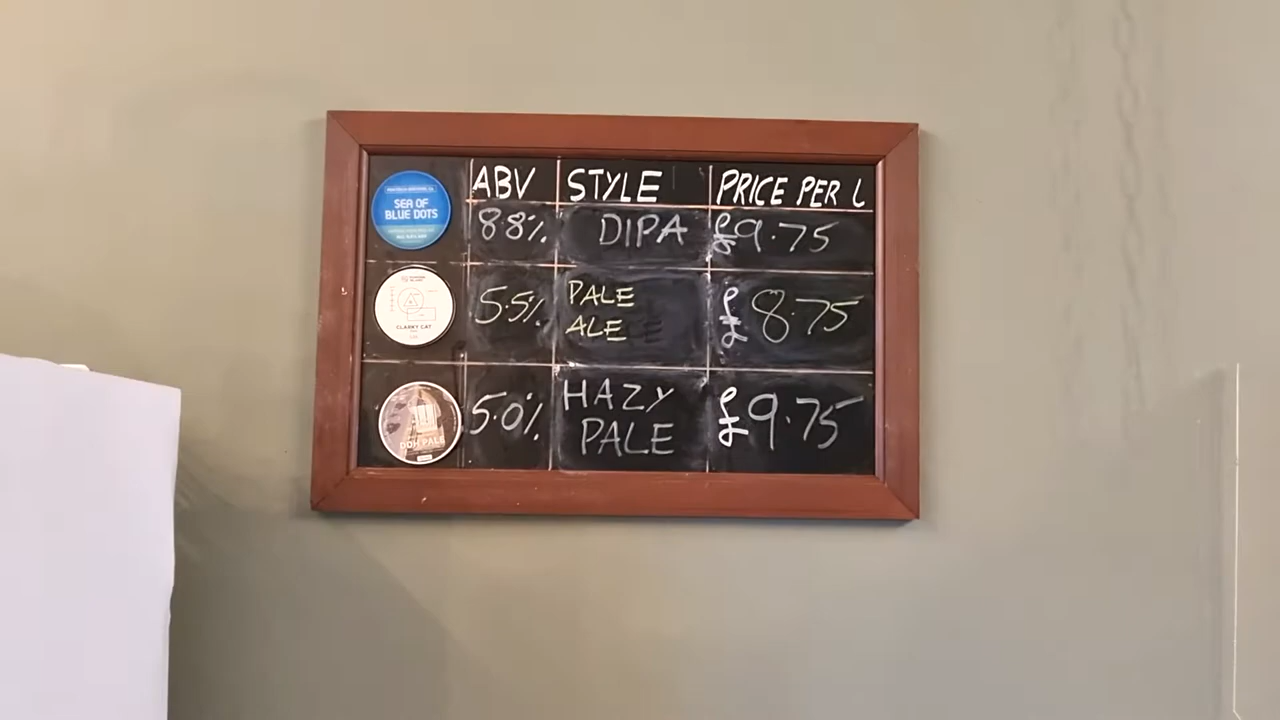 ABV STYLE PRICE PER L
SEA OF
BLUE DOTS
8.8% DIPA £9.75
CLARKY CAT
5.5% PALE £8.75
ALE
DDH PALE
5.0% HAZY £9.75
PALE